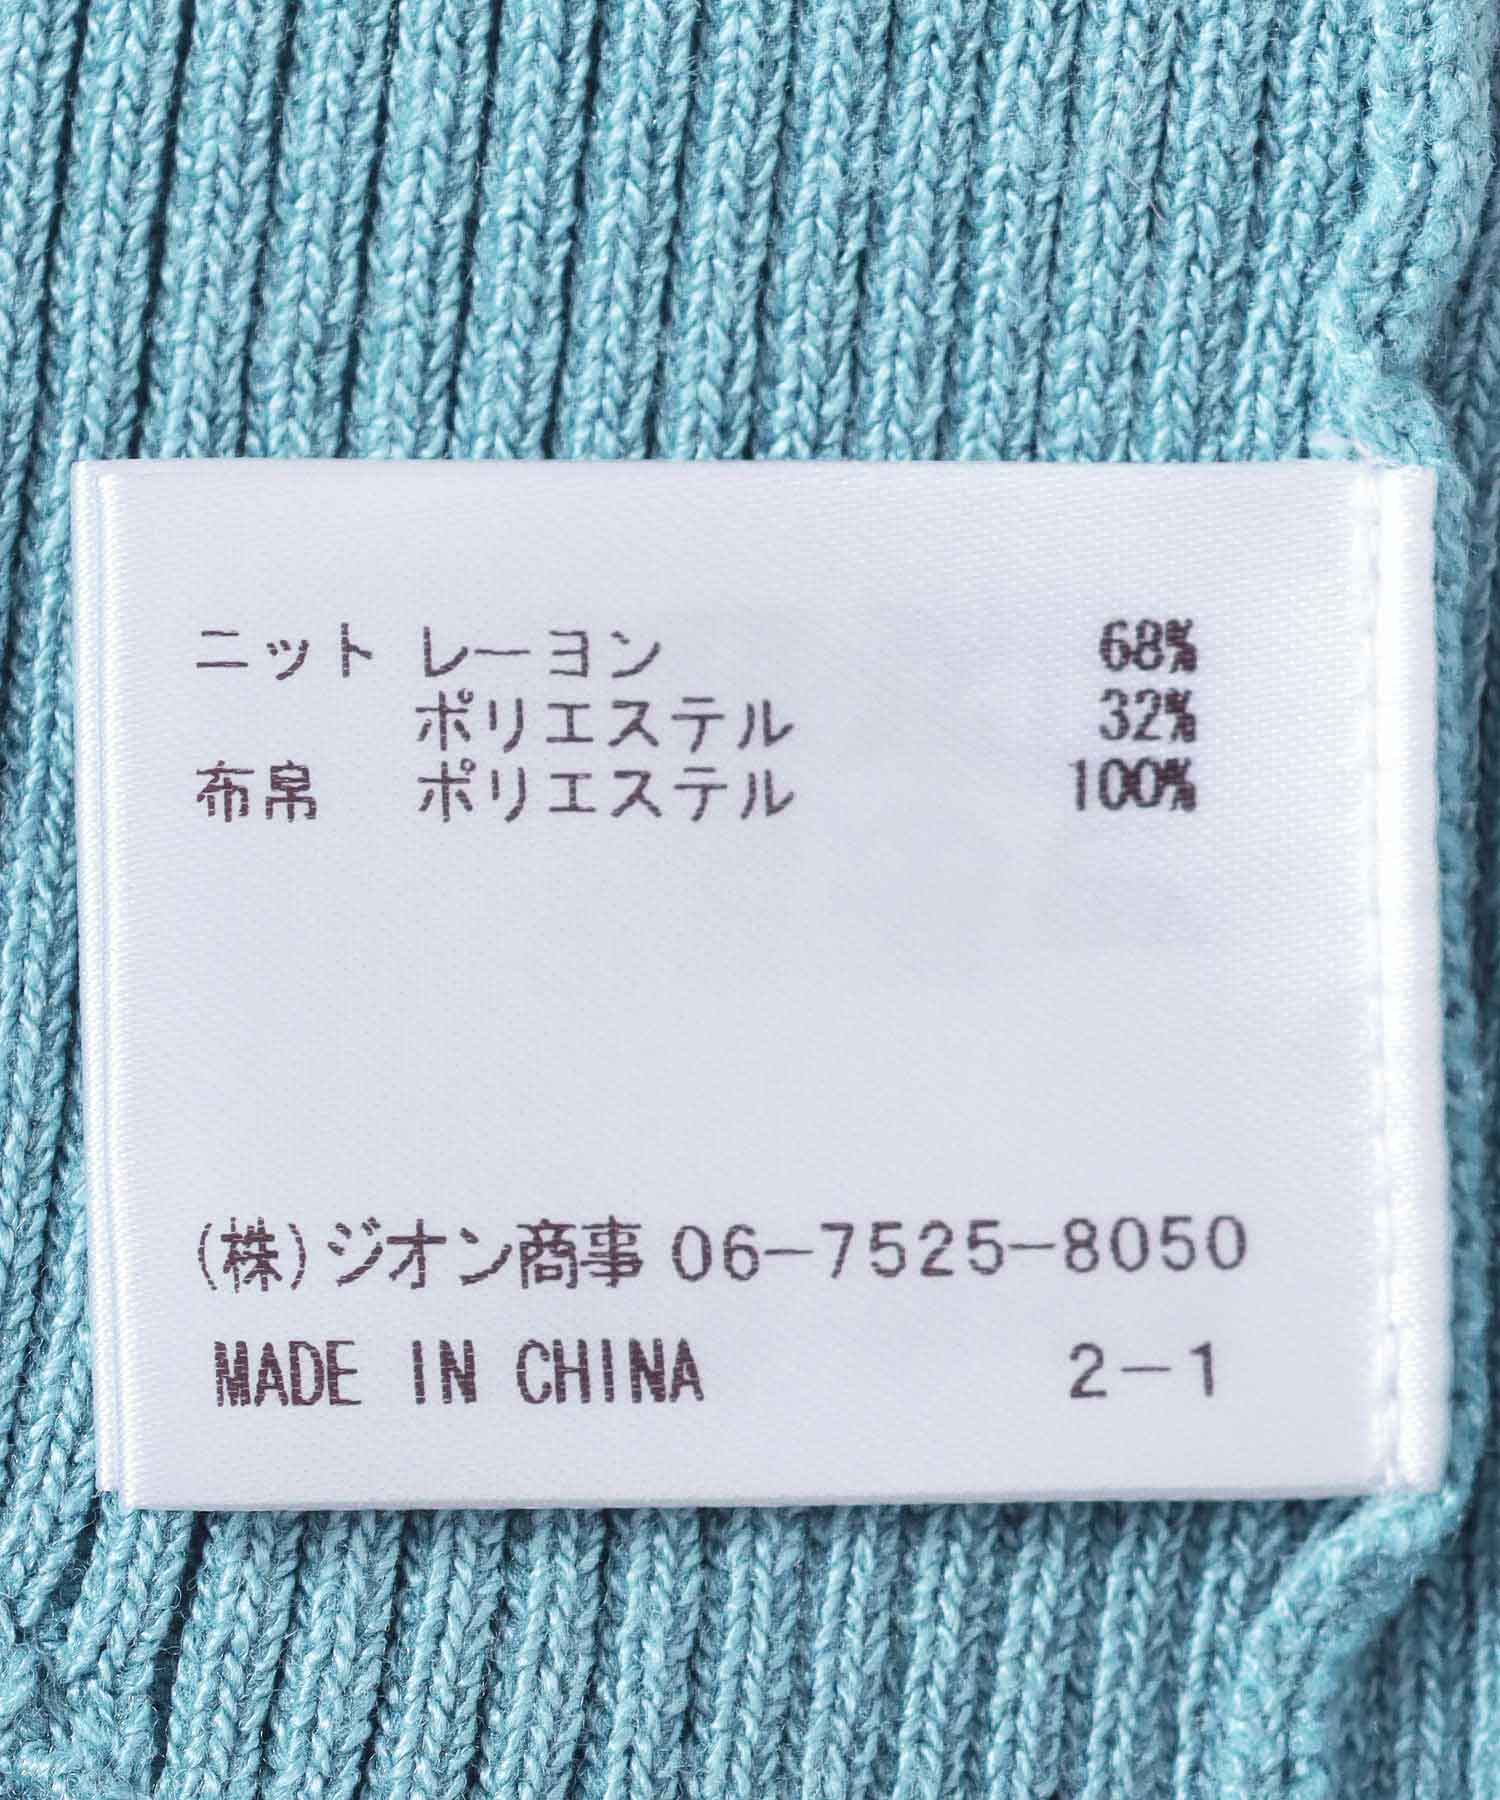 ニット レーヨン 68%
ポリエステル 32%
布帛 ポリエステル 100%
(株)ジオン商事 06-7525-8050
MADE IN CHINA 2-1